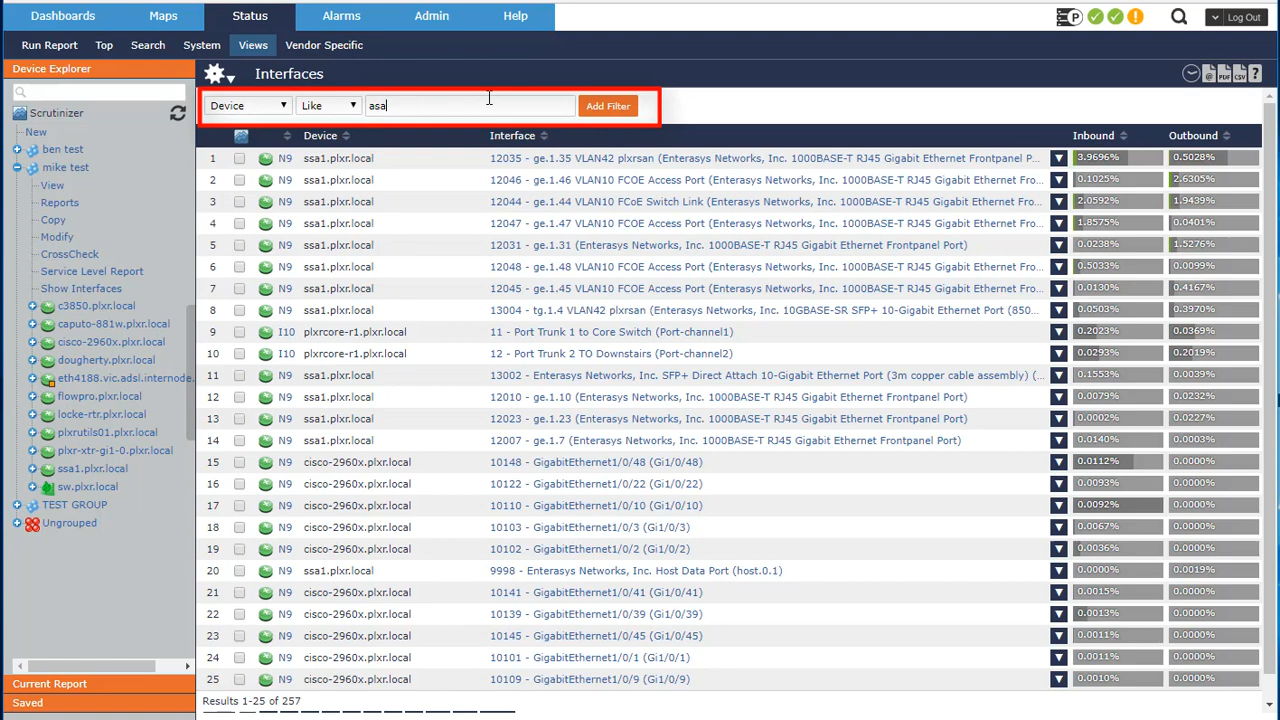 Dashboards Maps Status Alarms Admin Help P Log Out
Run Report Top Search System Views Vendor Specific
Device Explorer
Scrutinizer
New
ben test
mike test
View
Reports
Copy
Modify
CrossCheck
Service Level Report
Show Interfaces
c3850.plxr.local
caputo-881w.plxr.local
cisco-2960x.plxr.local
dougherty.plxr.local
eth4188.vic.adsl.internode.
flowpro.plxr.local
locke-rtr.plxr.local
plxrutils01.plxr.local
plxr-xtr-gi1-0.plxr.local
ssa1.plxr.local
sw.plxr.local
TEST GROUP
Ungrouped
Current Report
Saved
Interfaces @ PDF CSV ?
Device Like asa Add Filter
Device Interface Inbound Outbound
1 N9 ssa1.plxr.local 12035 - ge.1.35 VLAN42 plxrsan (Enterasys Networks, Inc. 1000BASE-T RJ45 Gigabit Ethernet Frontpanel P... 3.9696% 0.5028%
2 N9 ssa1.plxr.local 12046 - ge.1.46 VLAN10 FCOE Access Port (Enterasys Networks, Inc. 1000BASE-T RJ45 Gigabit Ethernet Fro... 0.1025% 2.6305%
3 N9 ssa1.plxr.local 12044 - ge.1.44 VLAN10 FCoE Switch Link (Enterasys Networks, Inc. 1000BASE-T RJ45 Gigabit Ethernet Fro... 2.0592% 1.9439%
4 N9 ssa1.plxr.local 12047 - ge.1.47 VLAN10 FCOE Access Port (Enterasys Networks, Inc. 1000BASE-T RJ45 Gigabit Ethernet Fro... 1.8575% 0.0401%
5 N9 ssa1.plxr.local 12031 - ge.1.31 (Enterasys Networks, Inc. 1000BASE-T RJ45 Gigabit Ethernet Frontpanel Port) 0.0238% 1.5276%
6 N9 ssa1.plxr.local 12048 - ge.1.48 VLAN10 FCOE Access Port (Enterasys Networks, Inc. 1000BASE-T RJ45 Gigabit Ethernet Fro... 0.5033% 0.0099%
7 N9 ssa1.plxr.local 12045 - ge.1.45 VLAN10 FCOE Access Port (Enterasys Networks, Inc. 1000BASE-T RJ45 Gigabit Ethernet Fro... 0.0130% 0.4167%
8 N9 ssa1.plxr.local 13004 - tg.1.4 VLAN42 plxrsan (Enterasys Networks, Inc. 10GBASE-SR SFP+ 10-Gigabit Ethernet Port (850... 0.0503% 0.3970%
9 I10 plxrcore-r1.plxr.local 11 - Port Trunk 1 to Core Switch (Port-channel1) 0.2023% 0.0369%
10 I10 plxrcore-r1.plxr.local 12 - Port Trunk 2 TO Downstairs (Port-channel2) 0.0293% 0.2019%
11 N9 ssa1.plxr.local 13002 - Enterasys Networks, Inc. SFP+ Direct Attach 10-Gigabit Ethernet Port (3m copper cable assembly) (... 0.1553% 0.0039%
12 N9 ssa1.plxr.local 12010 - ge.1.10 (Enterasys Networks, Inc. 1000BASE-T RJ45 Gigabit Ethernet Frontpanel Port) 0.0079% 0.0321%
13 N9 ssa1.plxr.local 12023 - ge.1.23 (Enterasys Networks, Inc. 1000BASE-T RJ45 Gigabit Ethernet Frontpanel Port) 0.0002% 0.0227%
14 N9 ssa1.plxr.local 12007 - ge.1.7 (Enterasys Networks, Inc. 1000BASE-T RJ45 Gigabit Ethernet Frontpanel Port) 0.0140% 0.0003%
15 N9 cisco-2960x.plxr.local 10148 - GigabitEthernet1/0/48 (Gi1/0/48) 0.0112% 0.0000%
16 N9 cisco-2960x.plxr.local 10122 - GigabitEthernet1/0/22 (Gi1/0/22) 0.0093% 0.0000%
17 N9 cisco-2960x.plxr.local 10110 - GigabitEthernet1/0/10 (Gi1/0/10) 0.0092% 0.0000%
18 N9 cisco-2960x.plxr.local 10103 - GigabitEthernet1/0/3 (Gi1/0/3) 0.0067% 0.0000%
19 N9 cisco-2960x.plxr.local 10102 - GigabitEthernet1/0/2 (Gi1/0/2) 0.0036% 0.0000%
20 N9 ssa1.plxr.local 9998 - Enterasys Networks, Inc. Host Data Port (host.0.1) 0.0000% 0.0019%
21 N9 cisco-2960x.plxr.local 10141 - GigabitEthernet1/0/41 (Gi1/0/41) 0.0015% 0.0000%
22 N9 cisco-2960x.plxr.local 10139 - GigabitEthernet1/0/39 (Gi1/0/39) 0.0013% 0.0000%
23 N9 cisco-2960x.plxr.local 10145 - GigabitEthernet1/0/45 (Gi1/0/45) 0.0011% 0.0000%
24 N9 cisco-2960x.plxr.local 10101 - GigabitEthernet1/0/1 (Gi1/0/1) 0.0011% 0.0000%
25 N9 cisco-2960x.plxr.local 10109 - GigabitEthernet1/0/9 (Gi1/0/9) 0.0010% 0.0000%
Results 1-25 of 257